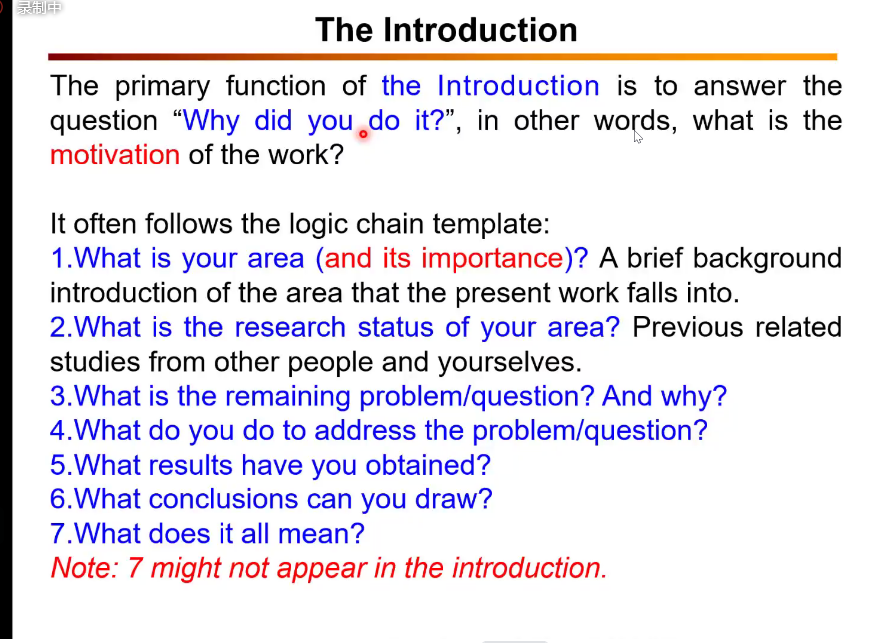 录制中
The Introduction
The primary function of the Introduction is to answer the
question “Why did you do it?”, in other words, what is the
motivation of the work?
It often follows the logic chain template:
1.What is your area (and its importance)? A brief background
introduction of the area that the present work falls into.
2.What is the research status of your area? Previous related
studies from other people and yourselves.
3.What is the remaining problem/question? And why?
4.What do you do to address the problem/question?
5.What results have you obtained?
6.What conclusions can you draw?
7.What does it all mean?
Note: 7 might not appear in the introduction.